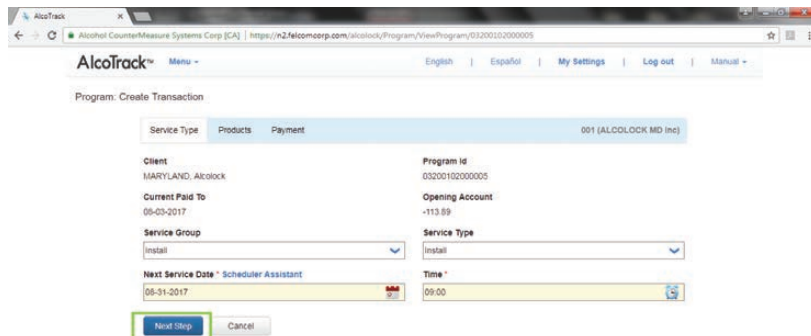 AlcoTrack
Alcohol CounterMeasure Systems Corp [CA] | https://n2.felcomcorp.com/alcolock/Program/ViewProgram/03200102000005
AlcoTrack™ Menu English | Español | My Settings | Log out | Manual
Program: Create Transaction
Service Type Products Payment 001 (ALCOLOCK MD Inc)
Client Program Id
MARYLAND, Alcolock 03200102000005
Current Paid To Opening Account
08-03-2017 -113.89
Service Group Service Type
Install Install
Next Service Date * Scheduler Assistant Time *
08-31-2017 09:00
Next Step Cancel